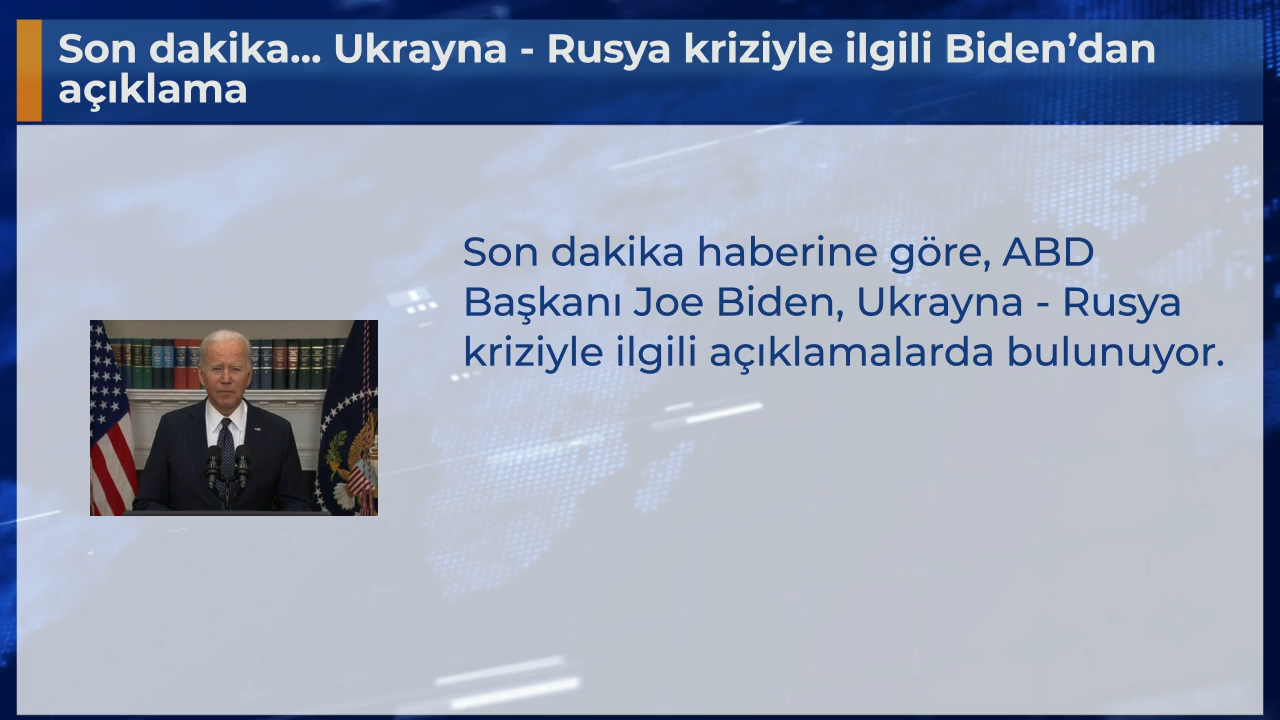 Son dakika... Ukrayna - Rusya kriziyle ilgili Biden’dan
açıklama
Son dakika haberine göre, ABD
Başkanı Joe Biden, Ukrayna - Rusya
kriziyle ilgili açıklamalarda bulunuyor.